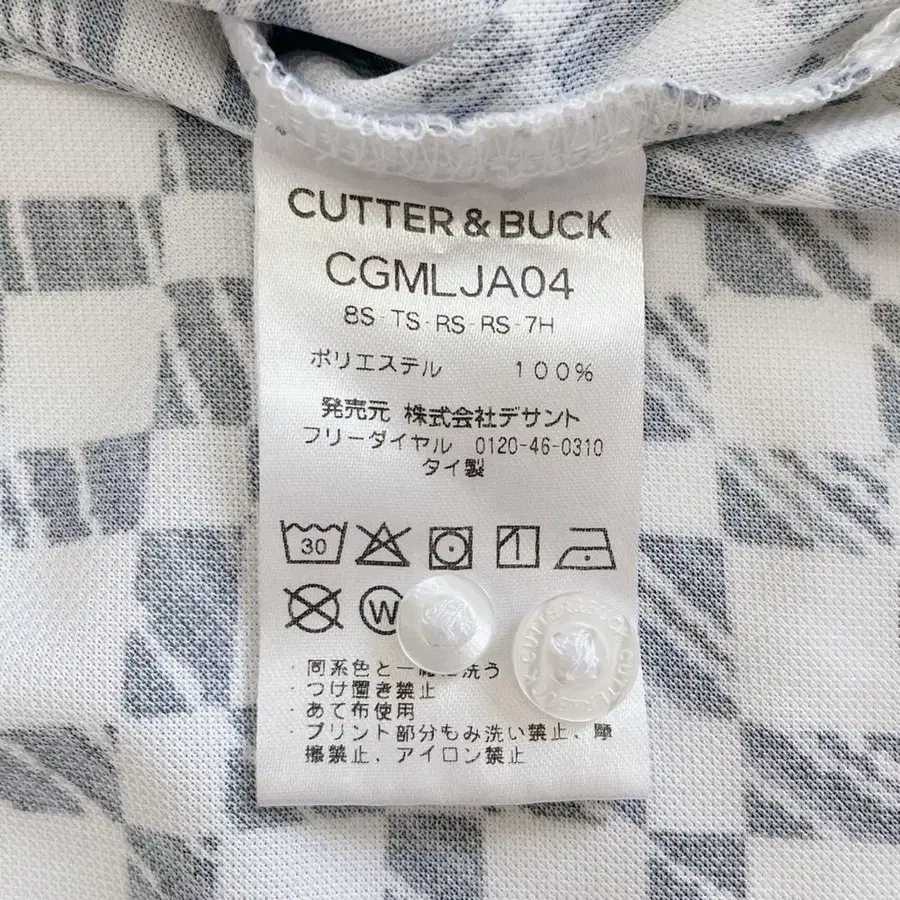 CUTTER & BUCK
CGMLJA04
8S-TS-RS-RS-7H
ポリエステル 100%
発売元 株式会社デサント
フリーダイヤル 0120-46-0310
タイ製
30
W
・同系色と一緒に洗う
・つけ置き禁止
・あて布使用
・プリント部分もみ洗い禁止、摩
擦禁止、アイロン禁止
CUTTER&BUCK CUTTER&BUCK